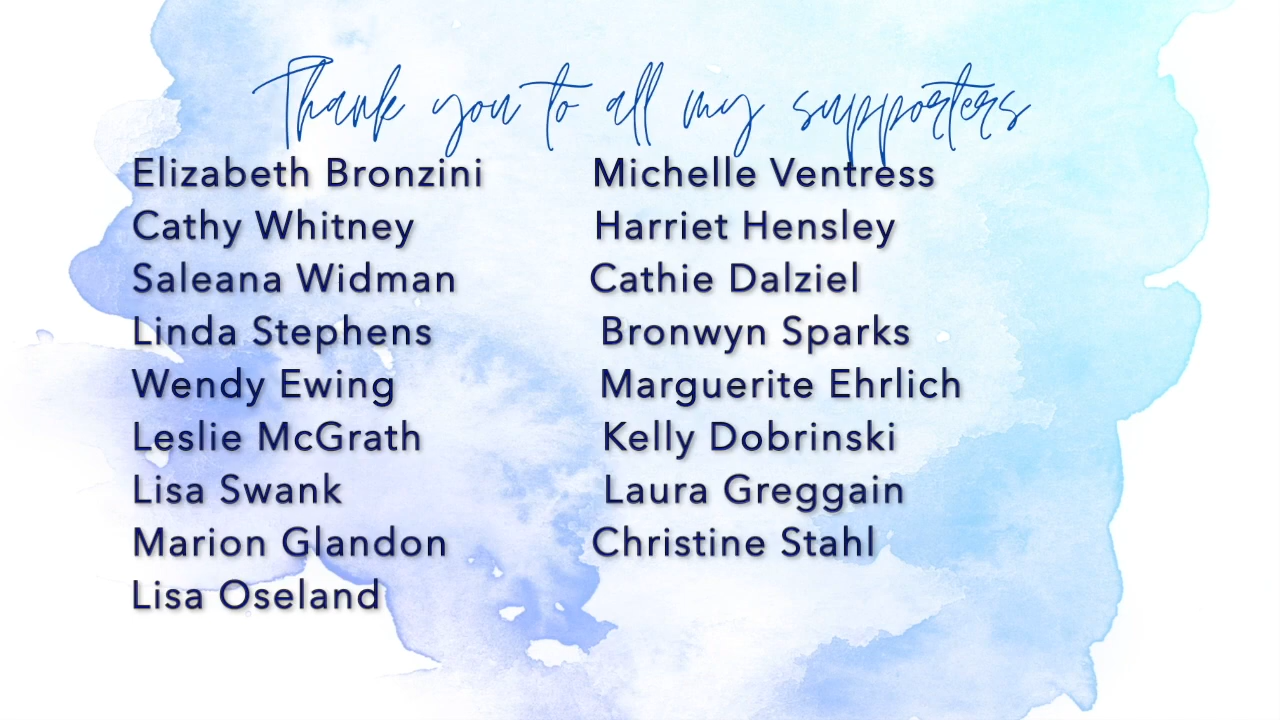 Thank you to all my supporters
Elizabeth Bronzini
Cathy Whitney
Saleana Widman
Linda Stephens
Wendy Ewing
Leslie McGrath
Lisa Swank
Marion Glandon
Lisa Oseland
Michelle Ventress
Harriet Hensley
Cathie Dalziel
Bronwyn Sparks
Marguerite Ehrlich
Kelly Dobrinski
Laura Greggain
Christine Stahl